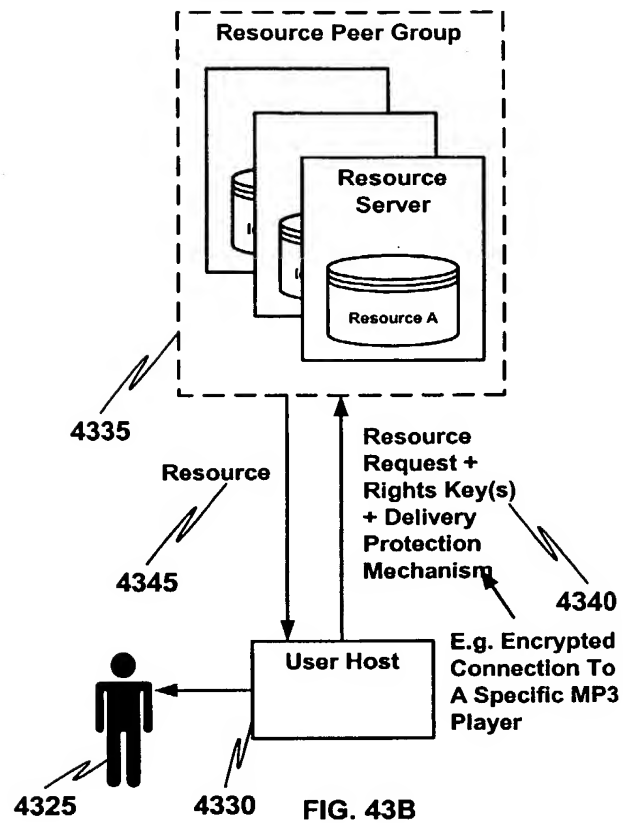 Resource Peer Group
Resource
Server
Resource A
4335
Resource
4345
Resource
Request +
Rights Key(s)
+ Delivery
Protection
Mechanism
4340
E.g. Encrypted
Connection To
A Specific MP3
Player
User Host
4325
4330
FIG. 43B